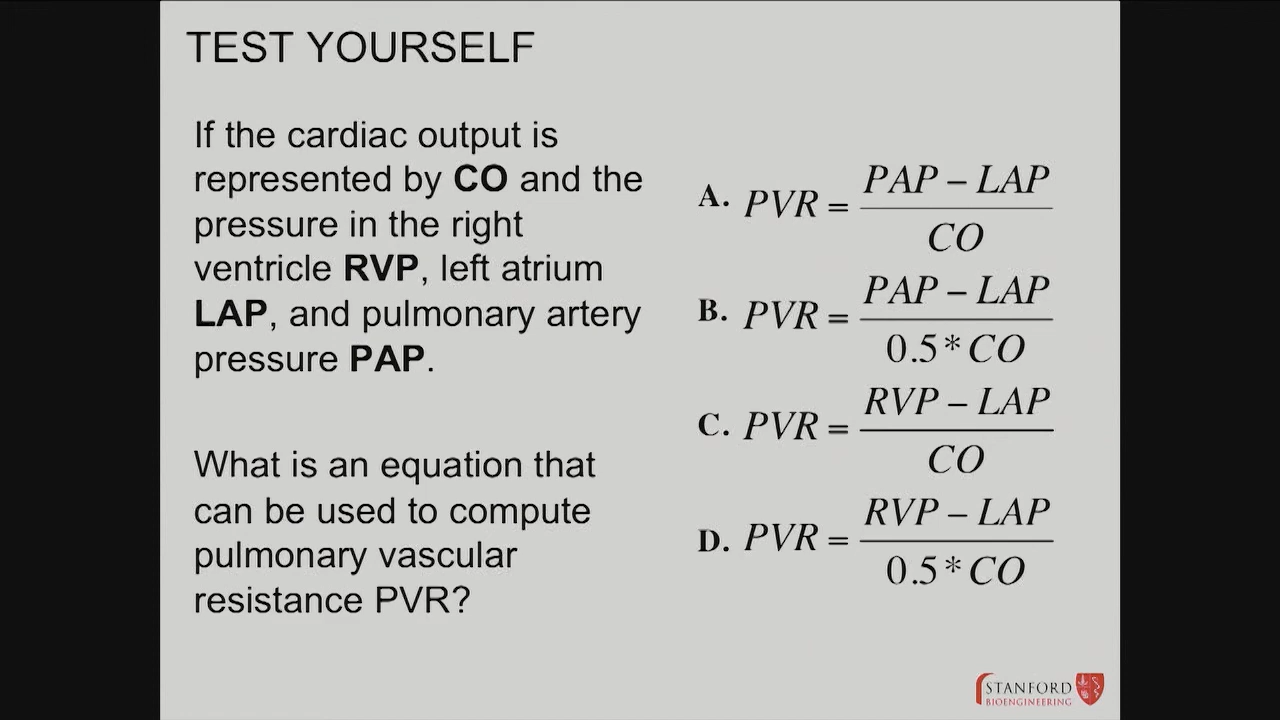 TEST YOURSELF
If the cardiac output is
represented by CO and the
pressure in the right
ventricle RVP, left atrium
LAP, and pulmonary artery
pressure PAP.
What is an equation that
can be used to compute
pulmonary vascular
resistance PVR?
A. PVR = (PAP – LAP) / CO
B. PVR = (PAP – LAP) / 0.5 * CO
C. PVR = (RVP – LAP) / CO
D. PVR = (RVP – LAP) / 0.5 * CO
STANFORD
BIOENGINEERING